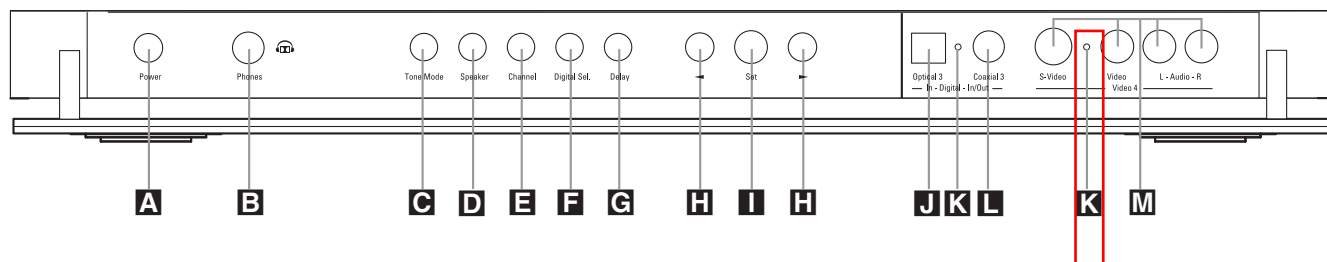 Power
Phones
Tone Mode
Speaker
Channel
Digital Sel.
Delay
◄
Set
►
Optical 3
Coaxial 3
In - Digital - In/Out
S-Video
Video
L - Audio - R
Video 4
A
B
C
D
E
F
G
H
I
H
J
K
L
K
M